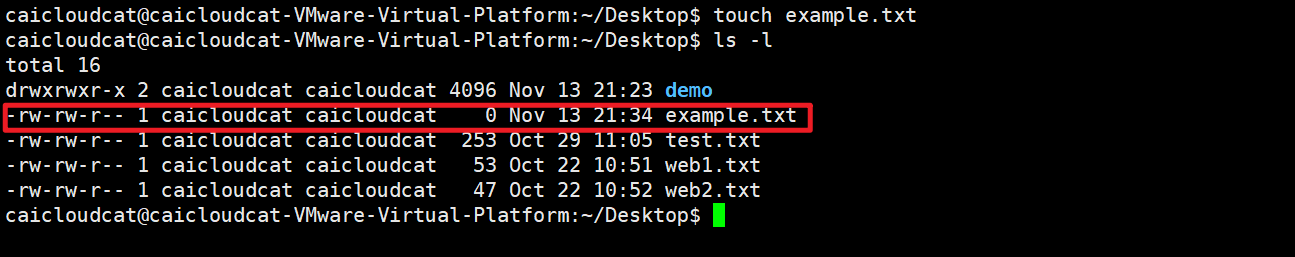 caicloudcat@caicloudcat-VMware-Virtual-Platform:~/Desktop$ touch example.txt
caicloudcat@caicloudcat-VMware-Virtual-Platform:~/Desktop$ ls -l
total 16
drwxrwxr-x 2 caicloudcat caicloudcat 4096 Nov 13 21:23 demo
-rw-rw-r-- 1 caicloudcat caicloudcat    0 Nov 13 21:34 example.txt
-rw-rw-r-- 1 caicloudcat caicloudcat  253 Oct 29 11:05 test.txt
-rw-rw-r-- 1 caicloudcat caicloudcat   53 Oct 22 10:51 web1.txt
-rw-rw-r-- 1 caicloudcat caicloudcat   47 Oct 22 10:52 web2.txt
caicloudcat@caicloudcat-VMware-Virtual-Platform:~/Desktop$